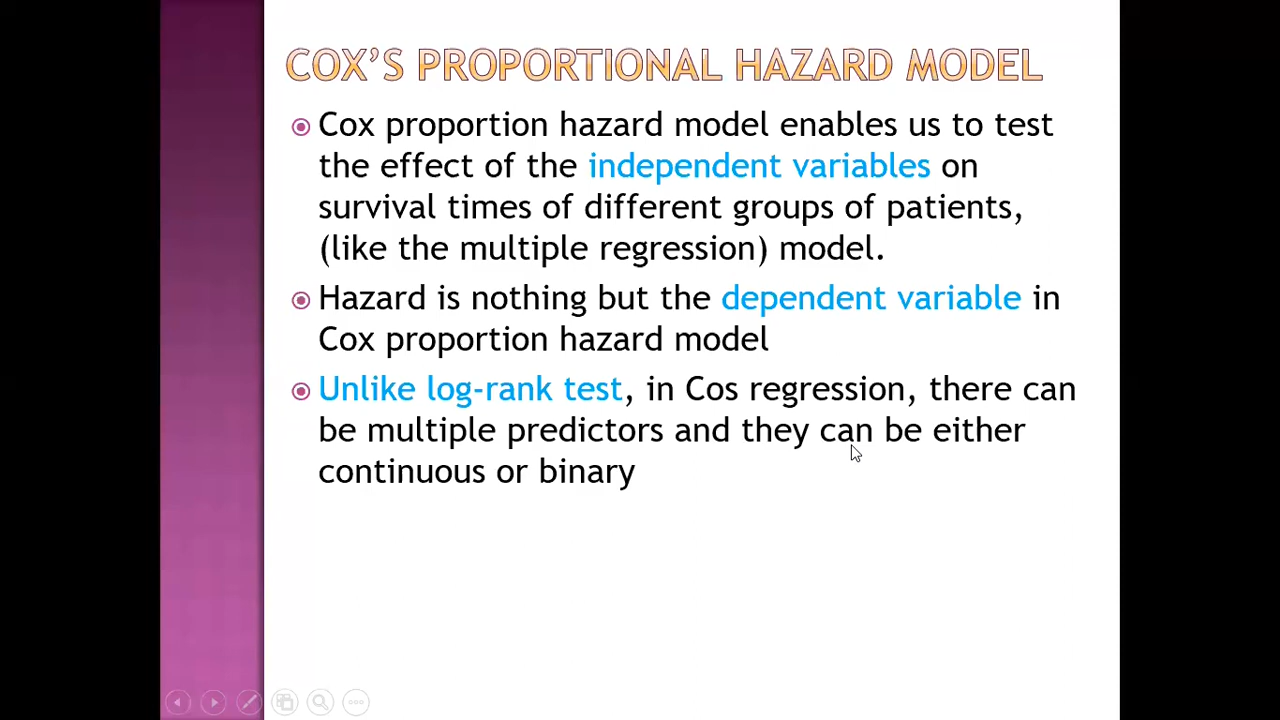 COX'S PROPORTIONAL HAZARD MODEL
Cox proportion hazard model enables us to test
the effect of the independent variables on
survival times of different groups of patients,
(like the multiple regression) model.
Hazard is nothing but the dependent variable in
Cox proportion hazard model
Unlike log-rank test, in Cos regression, there can
be multiple predictors and they can be either
continuous or binary